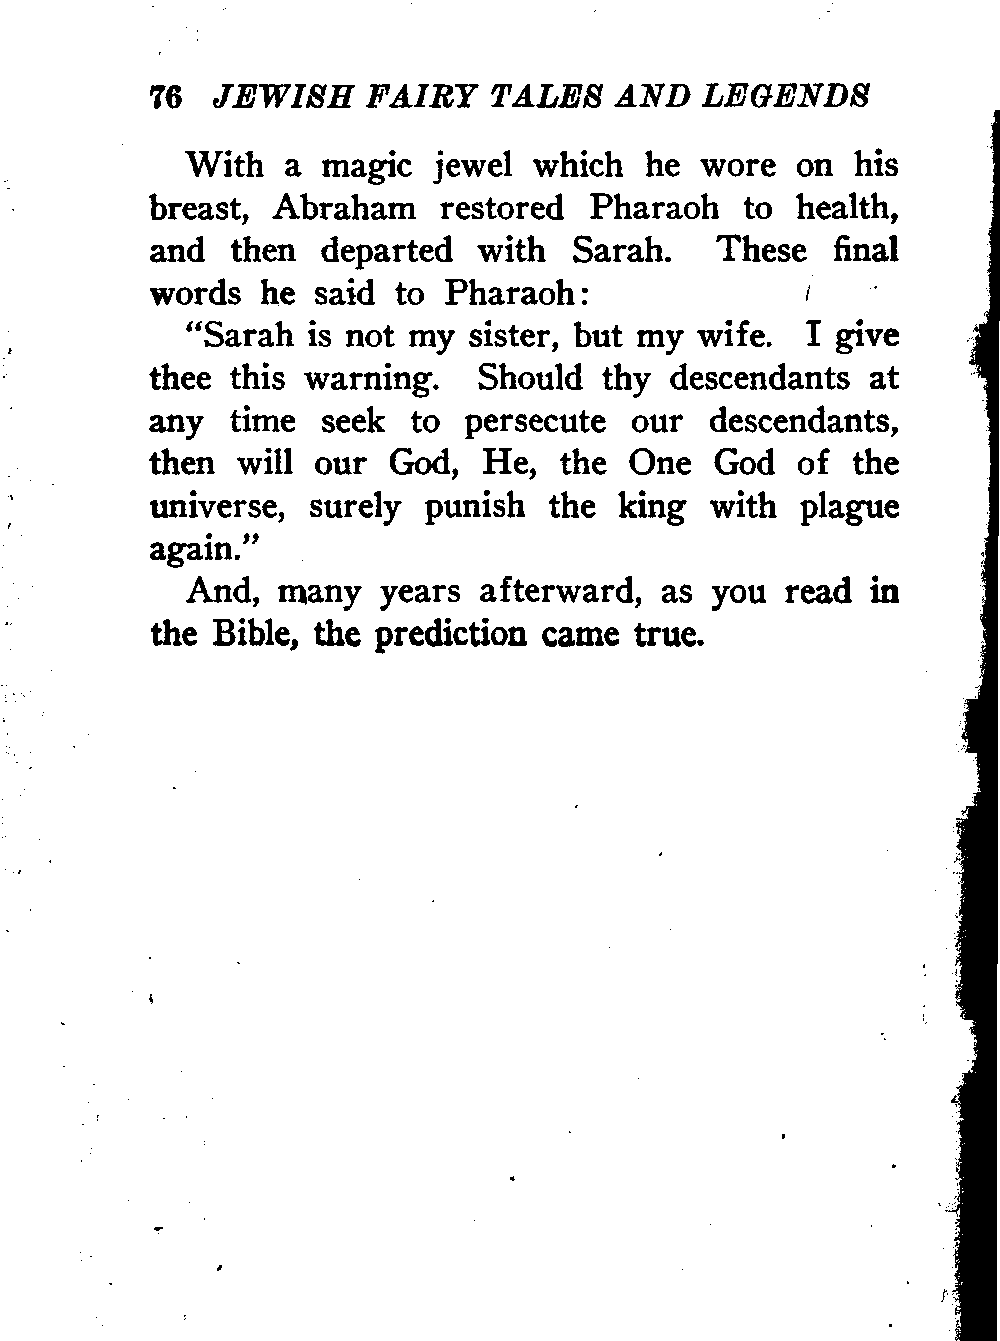 76 JEWISH FAIRY TALES AND LEGENDS
With a magic jewel which he wore on his
breast, Abraham restored Pharaoh to health,
and then departed with Sarah. These final
words he said to Pharaoh:
"Sarah is not my sister, but my wife. I give
thee this warning. Should thy descendants at
any time seek to persecute our descendants,
then will our God, He, the One God of the
universe, surely punish the king with plague
again."
And, many years afterward, as you read in
the Bible, the prediction came true.